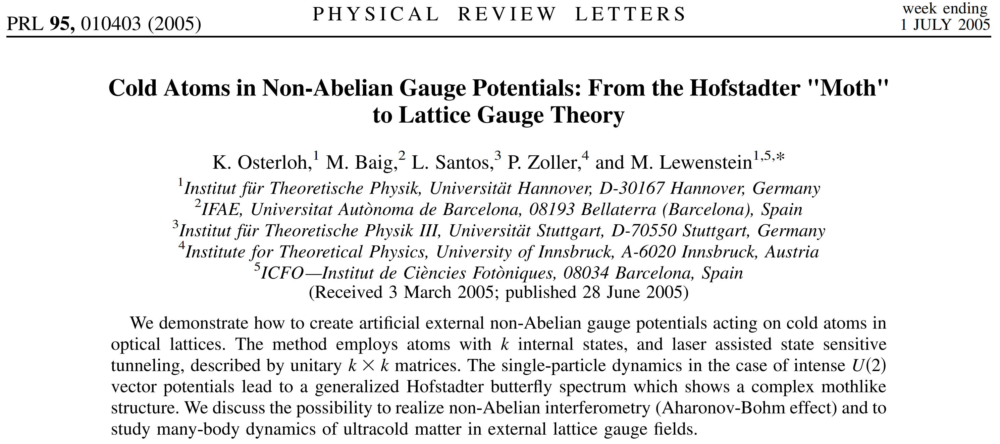 PRL 95, 010403 (2005)
PHYSICAL REVIEW LETTERS
week ending
1 JULY 2005
Cold Atoms in Non-Abelian Gauge Potentials: From the Hofstadter "Moth"
to Lattice Gauge Theory
K. Osterloh,1 M. Baig,2 L. Santos,3 P. Zoller,4 and M. Lewenstein1,5,*
1Institut für Theoretische Physik, Universität Hannover, D-30167 Hannover, Germany
2IFAE, Universitat Autònoma de Barcelona, 08193 Bellaterra (Barcelona), Spain
3Institut für Theoretische Physik III, Universität Stuttgart, D-70550 Stuttgart, Germany
4Institute for Theoretical Physics, University of Innsbruck, A-6020 Innsbruck, Austria
5ICFO—Institut de Ciències Fotòniques, 08034 Barcelona, Spain
(Received 3 March 2005; published 28 June 2005)
We demonstrate how to create artificial external non-Abelian gauge potentials acting on cold atoms in
optical lattices. The method employs atoms with k internal states, and laser assisted state sensitive
tunneling, described by unitary k × k matrices. The single-particle dynamics in the case of intense U(2)
vector potentials lead to a generalized Hofstadter butterfly spectrum which shows a complex mothlike
structure. We discuss the possibility to realize non-Abelian interferometry (Aharonov-Bohm effect) and to
study many-body dynamics of ultracold matter in external lattice gauge fields.